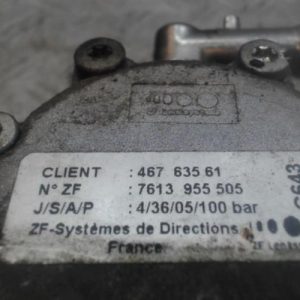 CLIENT : 467 635 61
N° ZF : 7613 955 505
J/S/A/P : 4/36/05/100 bar
ZF-Systèmes de Directions
France